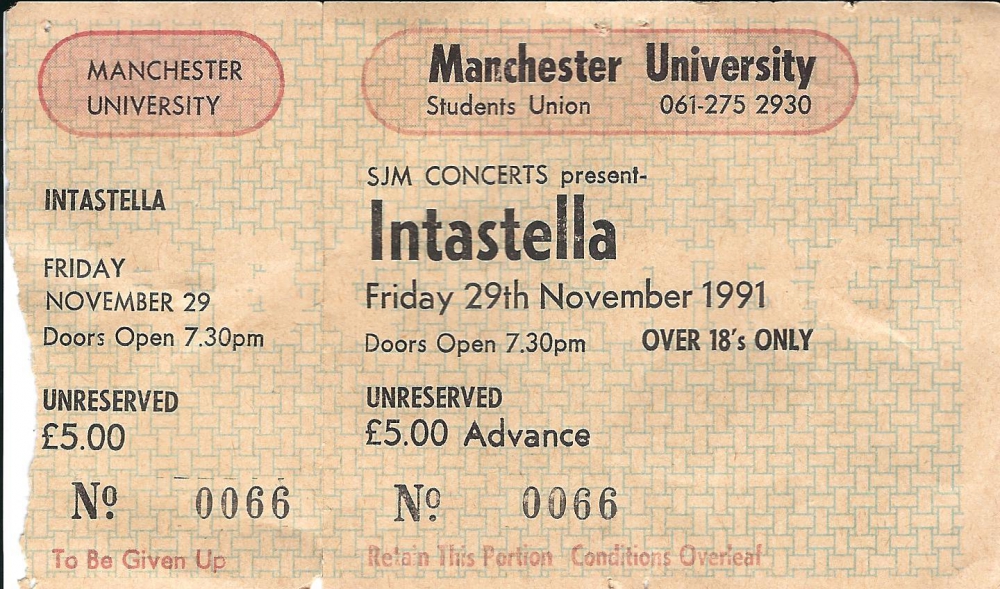 MANCHESTER
UNIVERSITY
INTASTELLA
FRIDAY
NOVEMBER 29
Doors Open 7.30pm
UNRESERVED
£5.00
Nº 0066
To Be Given Up
Manchester University
Students Union 061-275 2930
SJM CONCERTS present-
Intastella
Friday 29th November 1991
Doors Open 7.30pm OVER 18's ONLY
UNRESERVED
£5.00 Advance
Nº 0066
Retain This Portion Conditions Overleaf